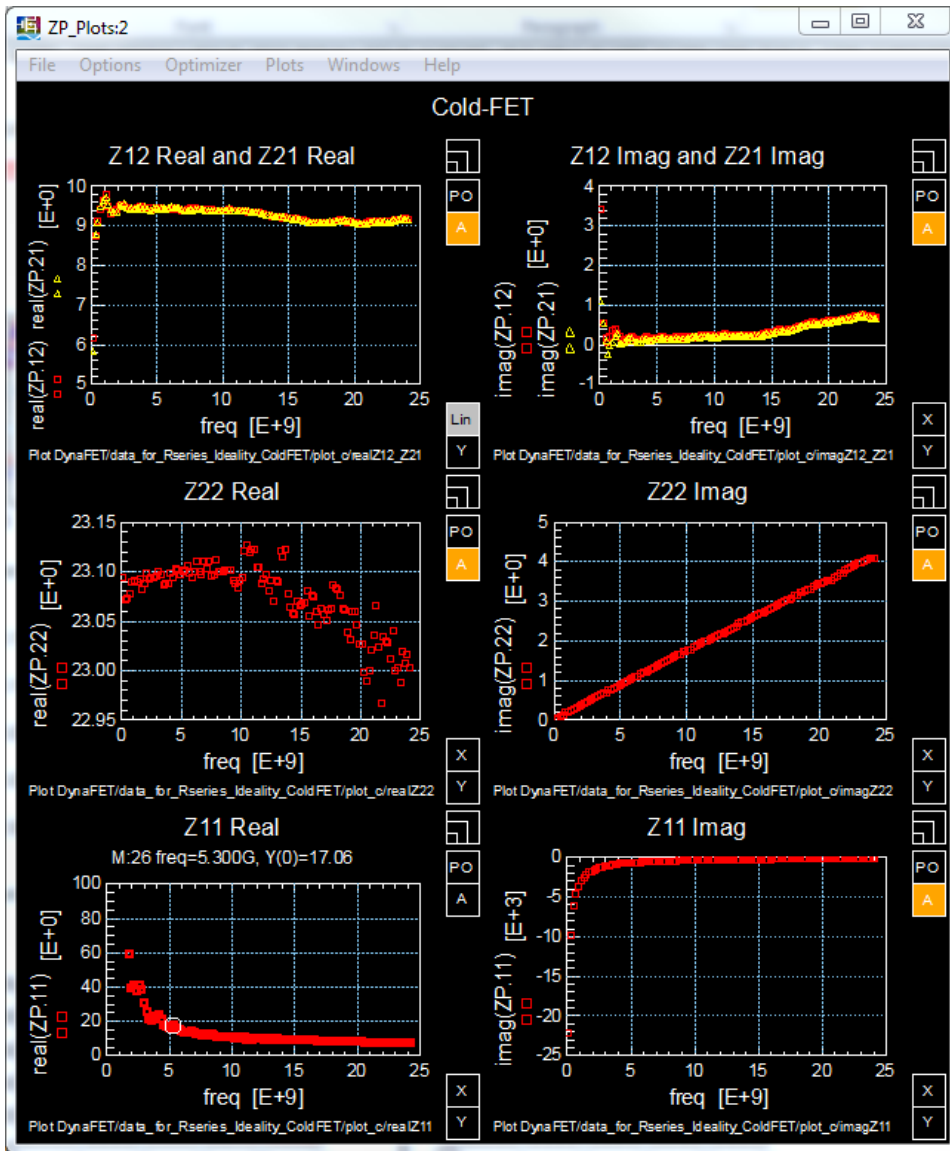 ZP_Plots:2
File Options Optimizer Plots Windows Help
Cold-FET
Z12 Real and Z21 Real
PO
A
real(ZP.12) real(ZP.21) [E+0]
10
9
8
7
6
5
0 5 10 15 20 25
freq [E+9]
Lin
Y
Plot DynaFET/data_for_Rseries_Ideality_ColdFET/plot_c/realZ12_Z21
Z12 Imag and Z21 Imag
PO
A
imag(ZP.12)
imag(ZP.21) [E+0]
4
3
2
1
0
-1
0 5 10 15 20 25
freq [E+9]
X
Y
Plot DynaFET/data_for_Rseries_Ideality_ColdFET/plot_c/imagZ12_Z21
Z22 Real
PO
A
real(ZP.22) [E+0]
23.15
23.10
23.05
23.00
22.95
0 5 10 15 20 25
freq [E+9]
X
Y
Plot DynaFET/data_for_Rseries_Ideality_ColdFET/plot_c/realZ22
Z22 Imag
PO
A
imag(ZP.22) [E+0]
5
4
3
2
1
0
0 5 10 15 20 25
freq [E+9]
X
Y
Plot DynaFET/data_for_Rseries_Ideality_ColdFET/plot_c/imagZ22
Z11 Real
M:26 freq=5.300G, Y(0)=17.06
PO
A
real(ZP.11) [E+0]
100
80
60
40
20
0
0 5 10 15 20 25
freq [E+9]
X
Y
Plot DynaFET/data_for_Rseries_Ideality_ColdFET/plot_c/realZ11
Z11 Imag
PO
A
imag(ZP.11) [E+3]
0
-5
-10
-15
-20
-25
0 5 10 15 20 25
freq [E+9]
X
Y
Plot DynaFET/data_for_Rseries_Ideality_ColdFET/plot_c/imagZ11